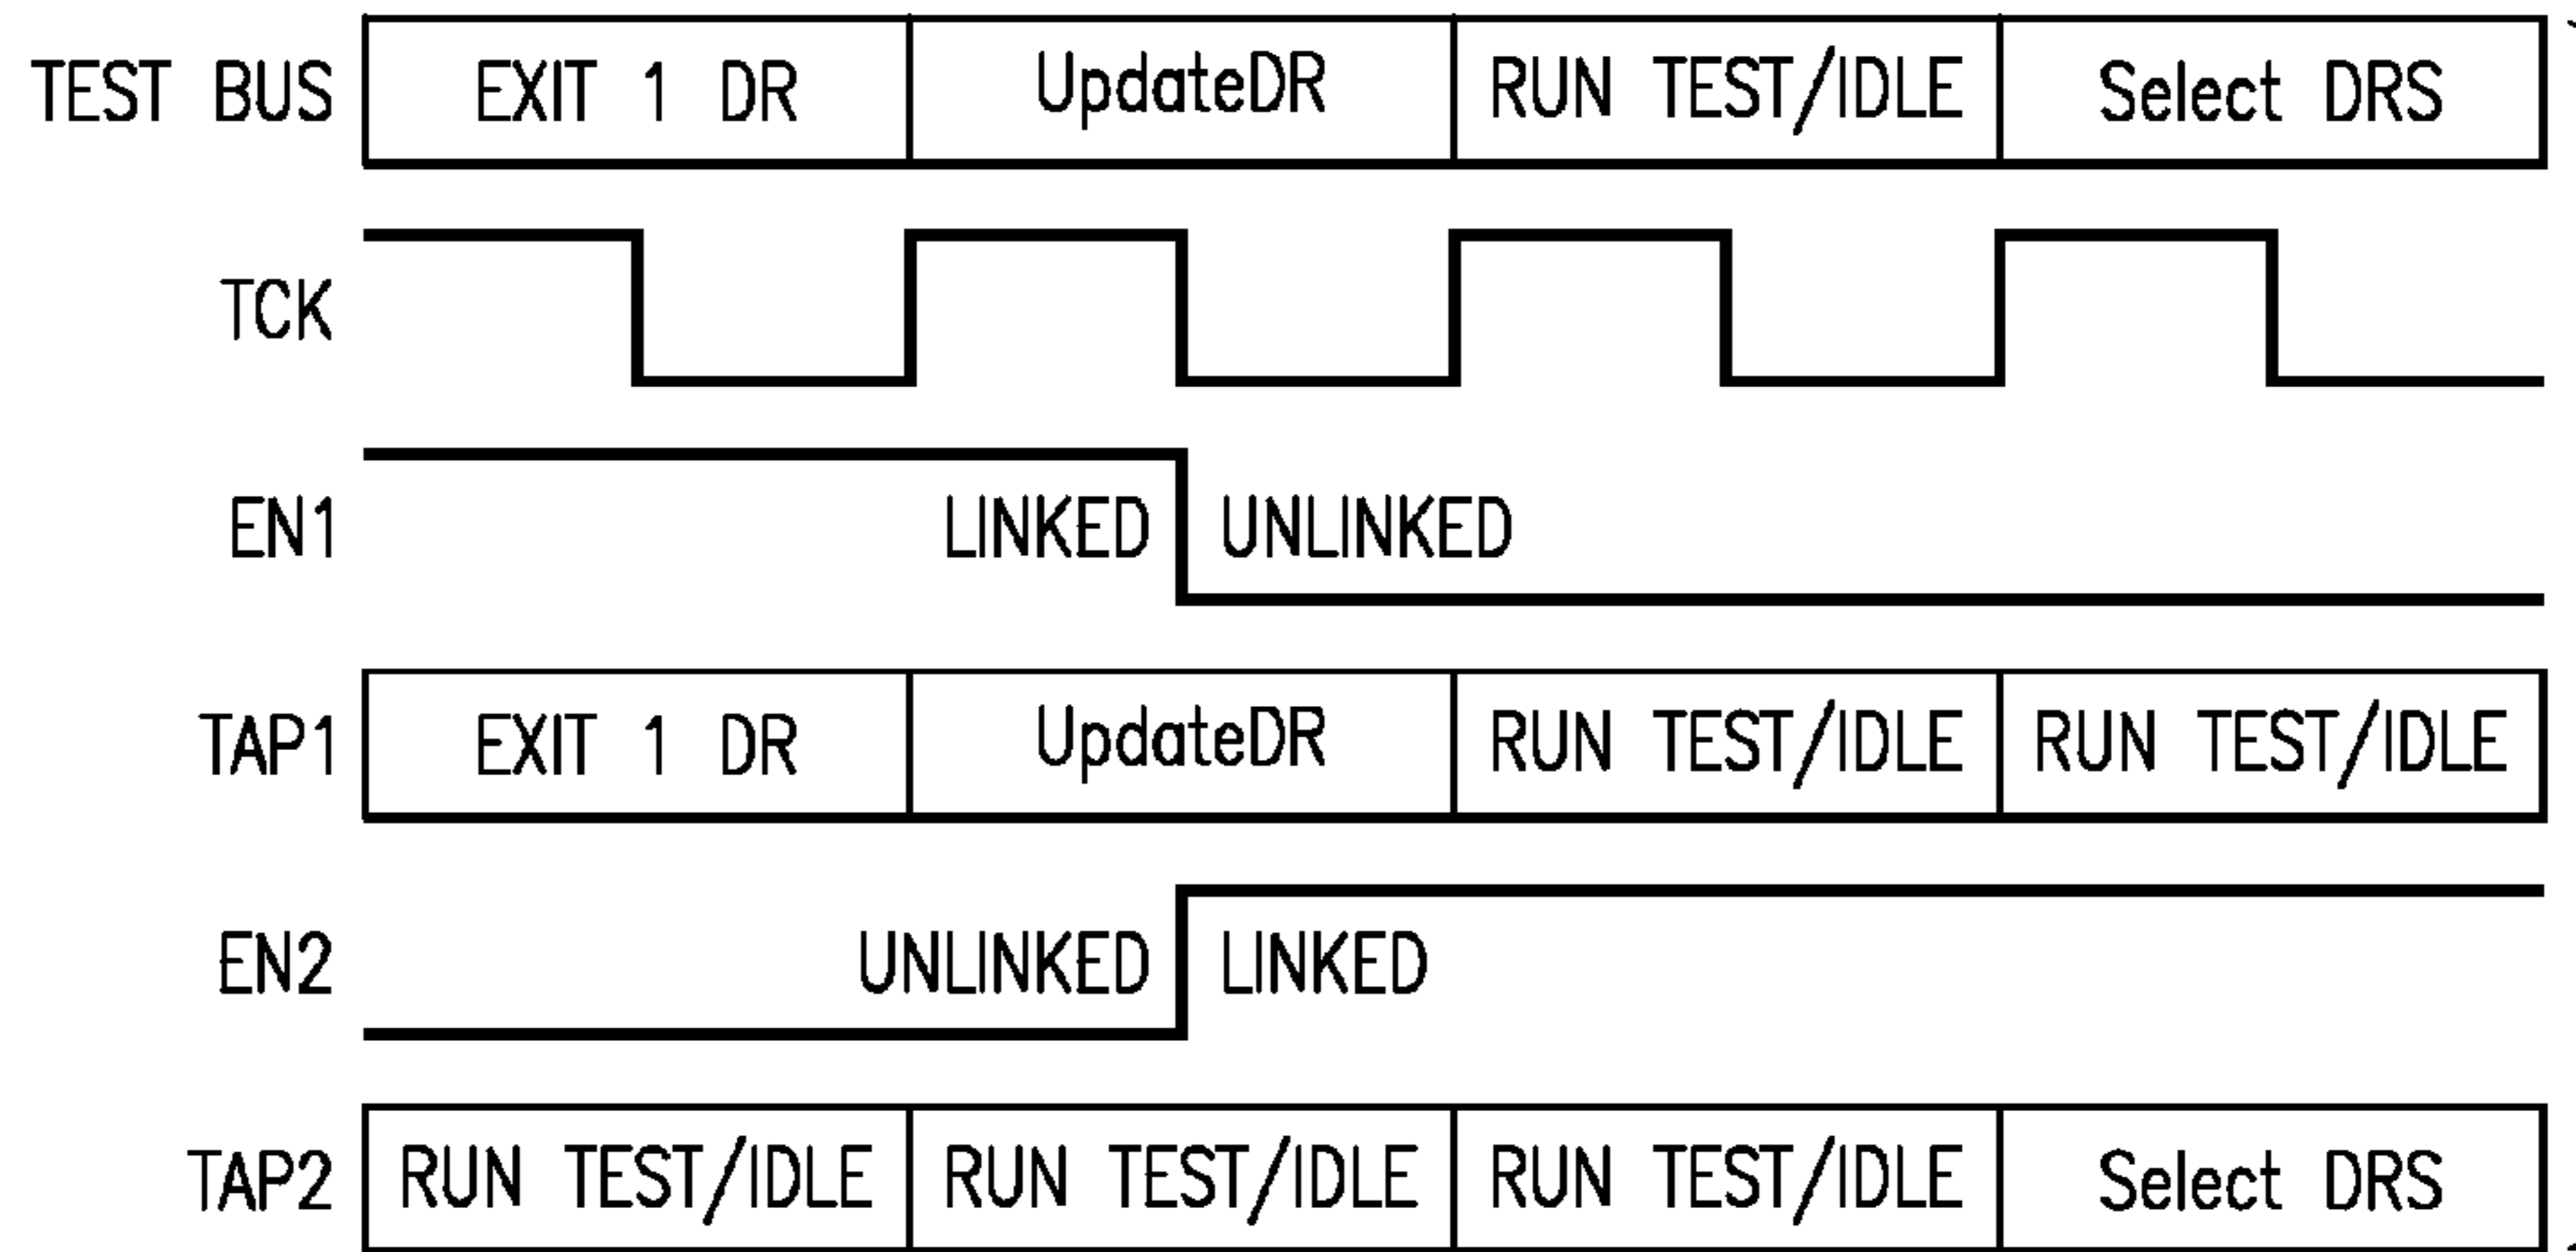 TEST BUS EXIT 1 DR UpdateDR RUN TEST/IDLE Select DRS
TCK
EN1 LINKED UNLINKED
TAP1 EXIT 1 DR UpdateDR RUN TEST/IDLE RUN TEST/IDLE
EN2 UNLINKED LINKED
TAP2 RUN TEST/IDLE RUN TEST/IDLE RUN TEST/IDLE Select DRS